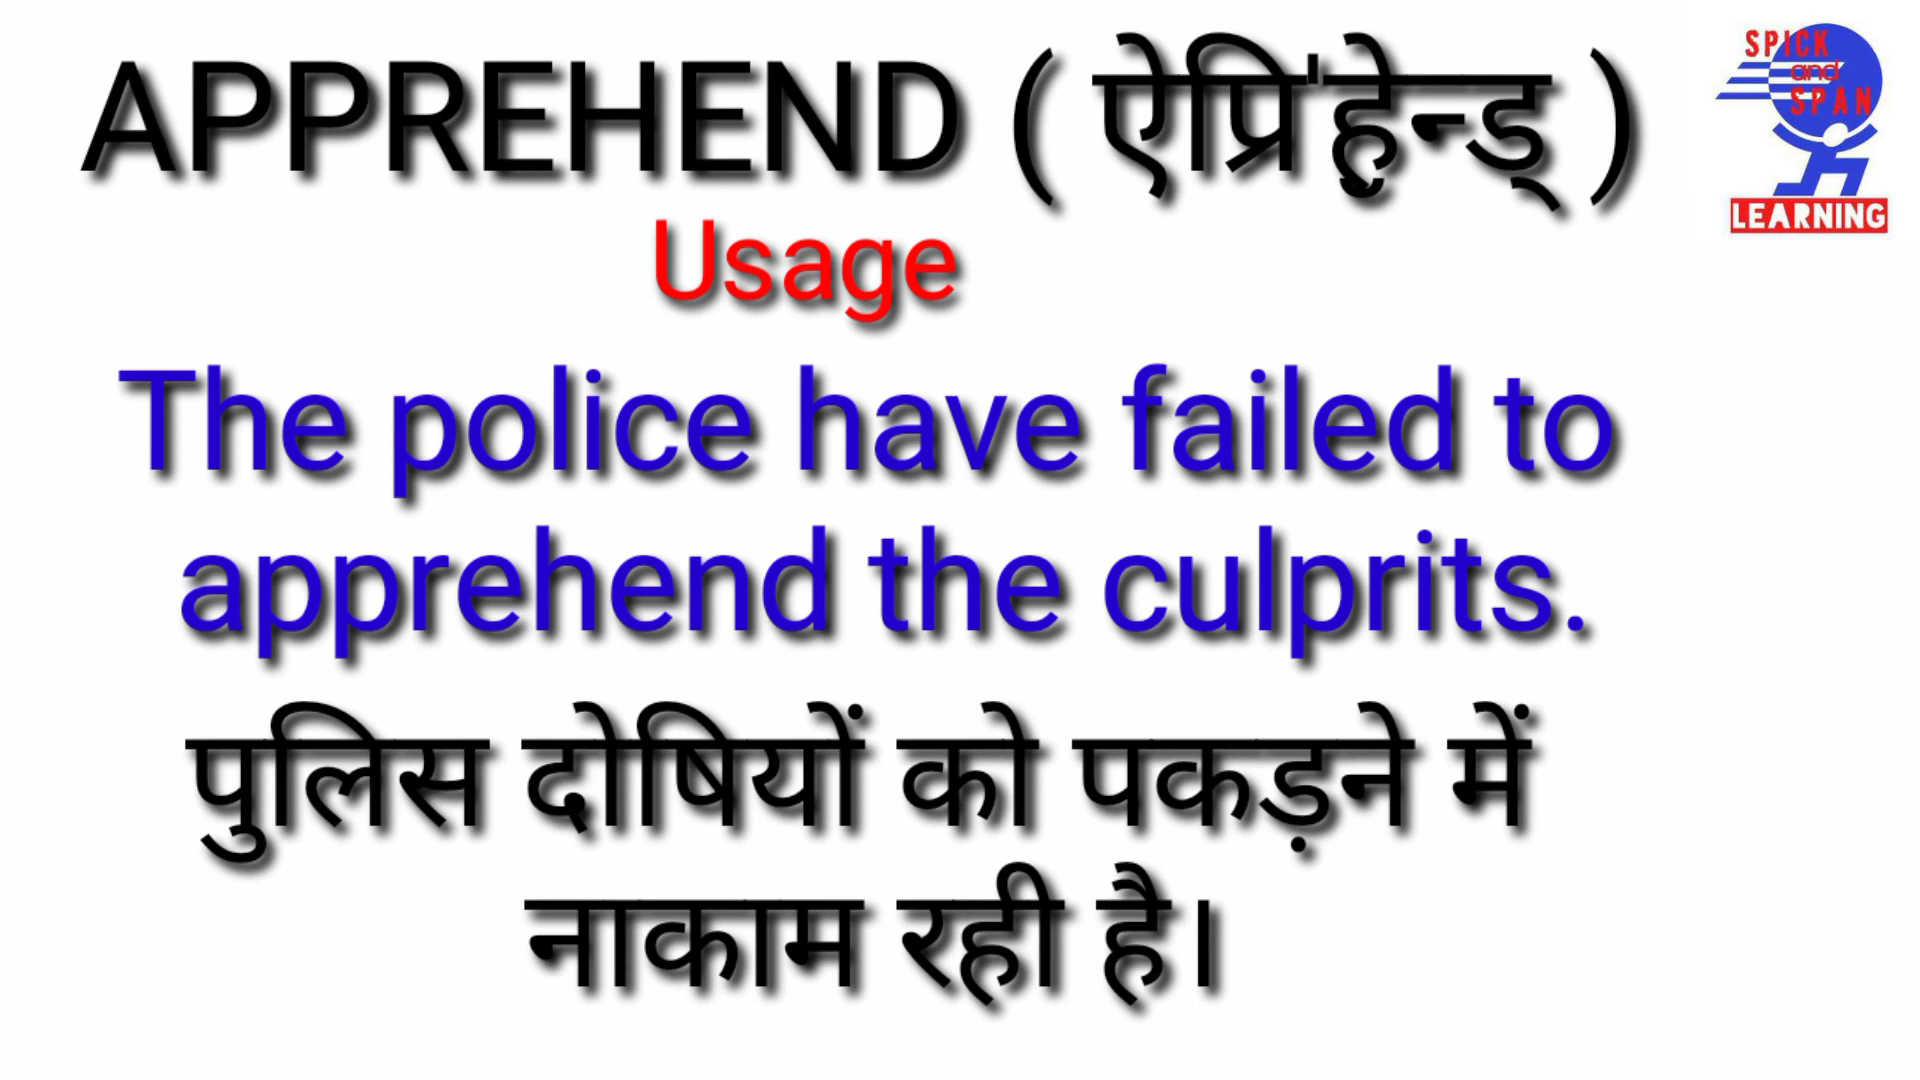 APPREHEND ( ऐप्रि'हेन्ड् )
SPICK
and
SPAN
LEARNING
Usage
The police have failed to
apprehend the culprits.
पुलिस दोषियों को पकड़ने में
नाकाम रही है।